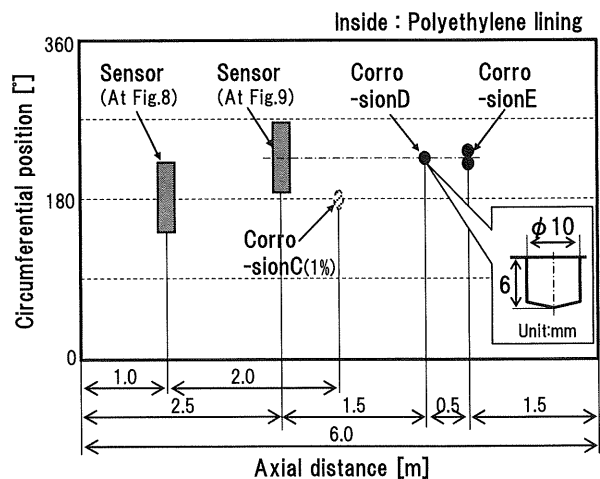 Inside : Polyethylene lining
360
180
0
Circumferential position [°]
Sensor
(At Fig.8)
Sensor
(At Fig.9)
Corro
-sionD
Corro
-sionE
Corro
-sionC(1%)
ϕ10
6
Unit:mm
1.0
2.0
2.5
1.5
0.5
1.5
6.0
Axial distance [m]